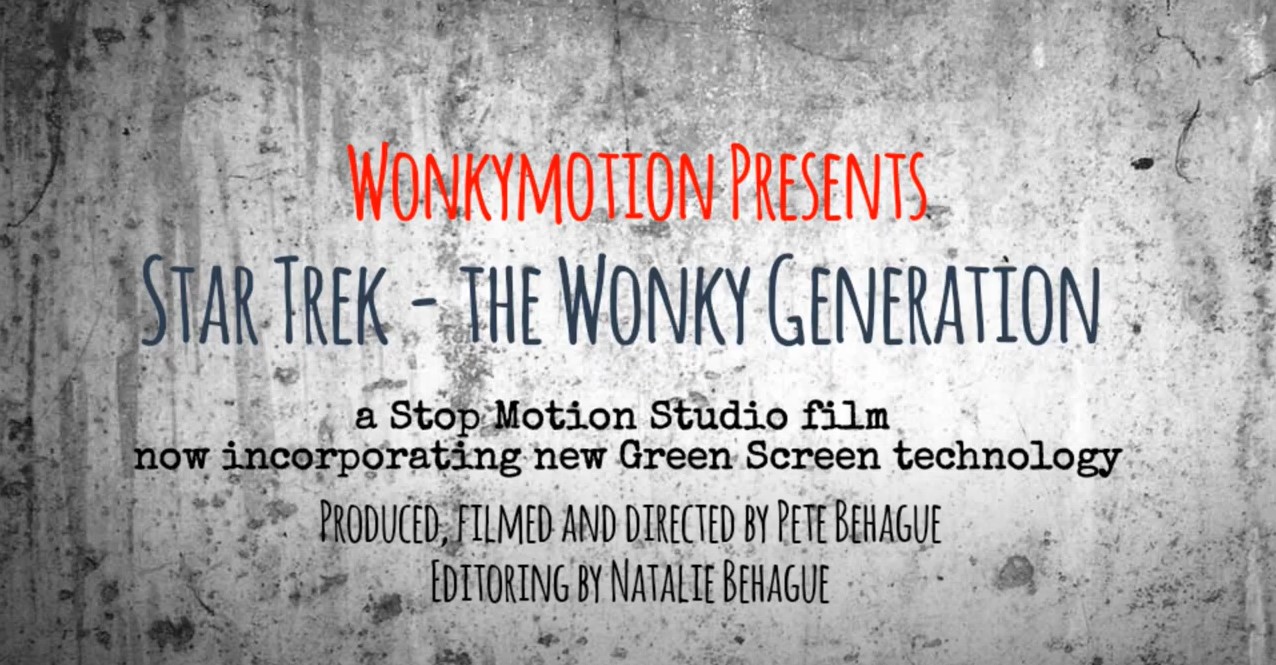 Wonkymotion Presents
Star Trek - the Wonky Generation
a Stop Motion Studio film
now incorporating new Green Screen technology
Produced, filmed and directed by Pete Behague
Editoring by Natalie Behague